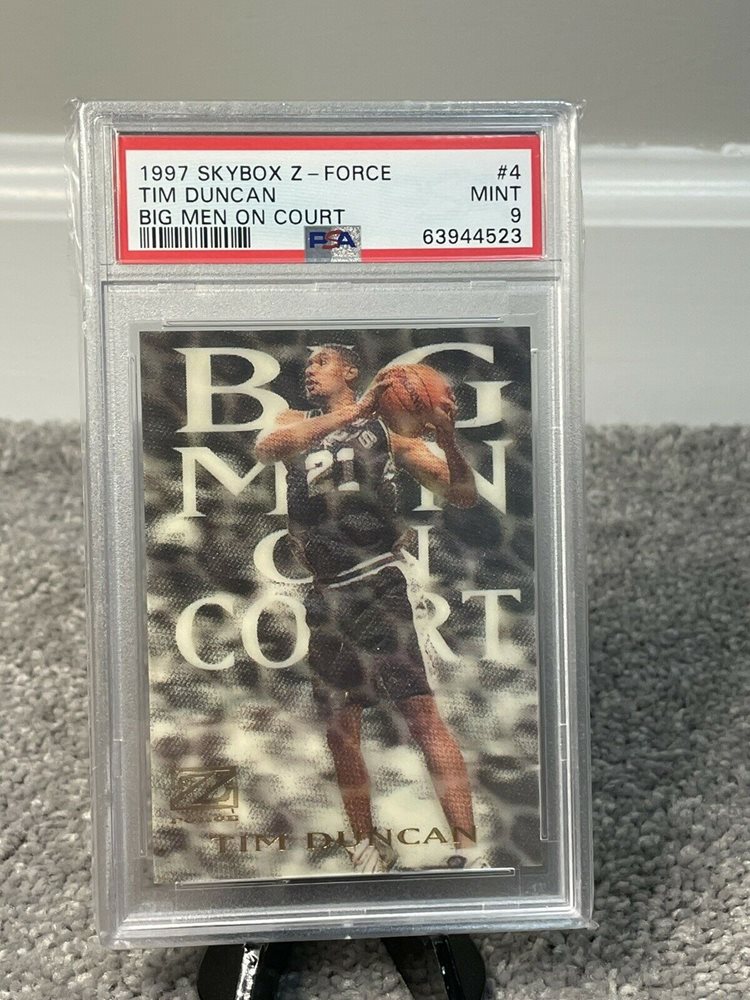 1997 SKYBOX Z-FORCE #4
TIM DUNCAN MINT
BIG MEN ON COURT 9
PSA 63944523
BIG
MEN
ON
COURT
21
S
Z
FORCE
TIM DUNCAN